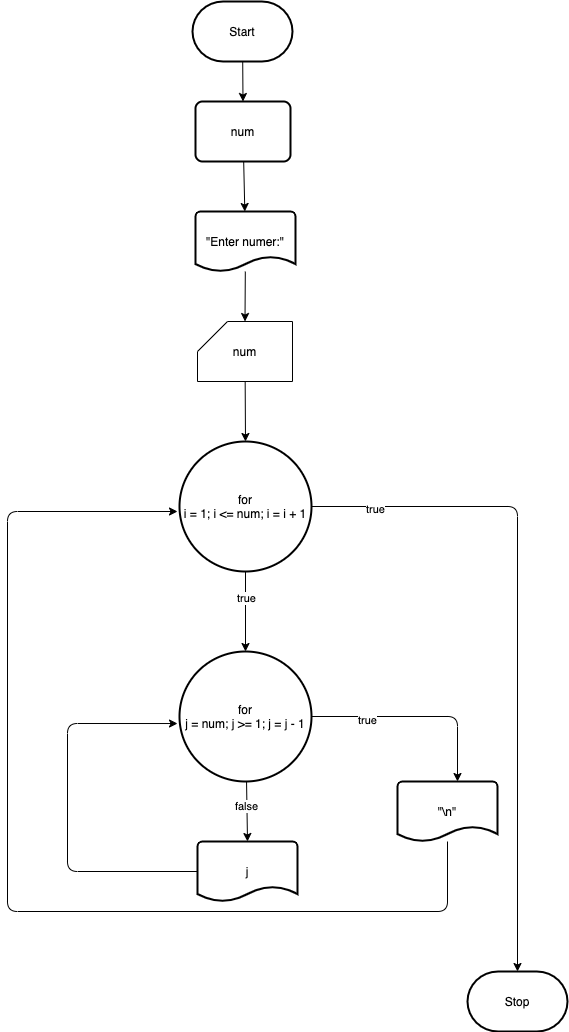 Start
num
"Enter numer:"
num
for
i = 1; i <= num; i = i + 1
true
true
for
j = num; j >= 1; j = j - 1
true
false
"\n"
j
Stop